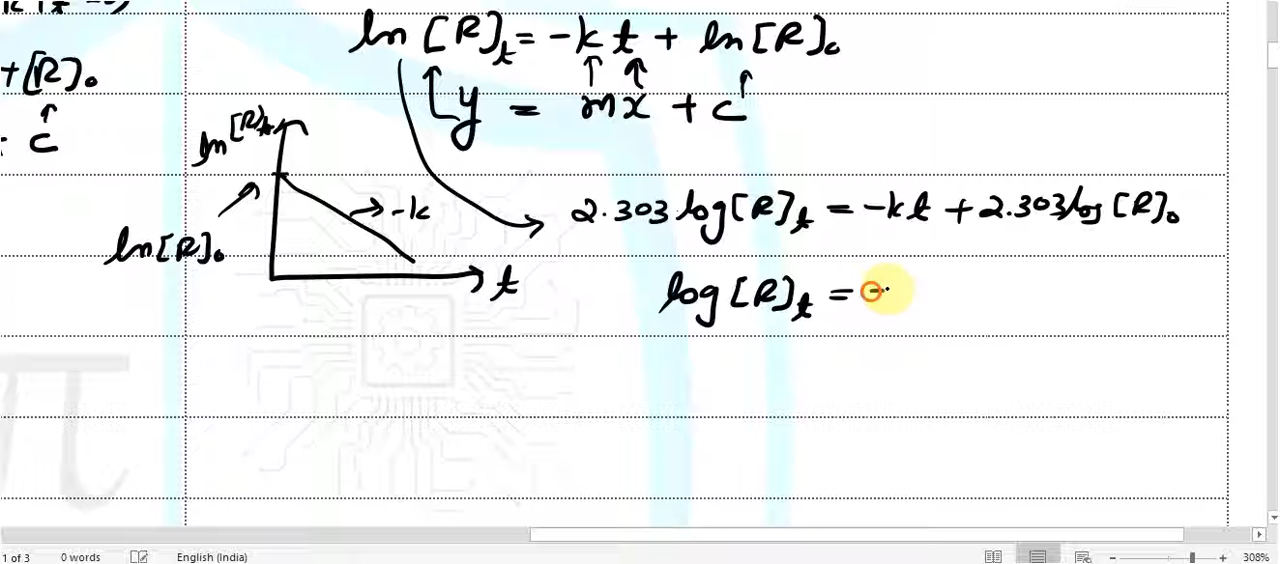 ln [R]t = -kt + ln[R]₀
+[R]₀
y = mx + c
c
ln[R]t
-k
2.303 log[R]t = -kt + 2.303 log[R]₀
ln[R]₀
t
log[R]t = -
1 of 3 0 words English (India) 308%